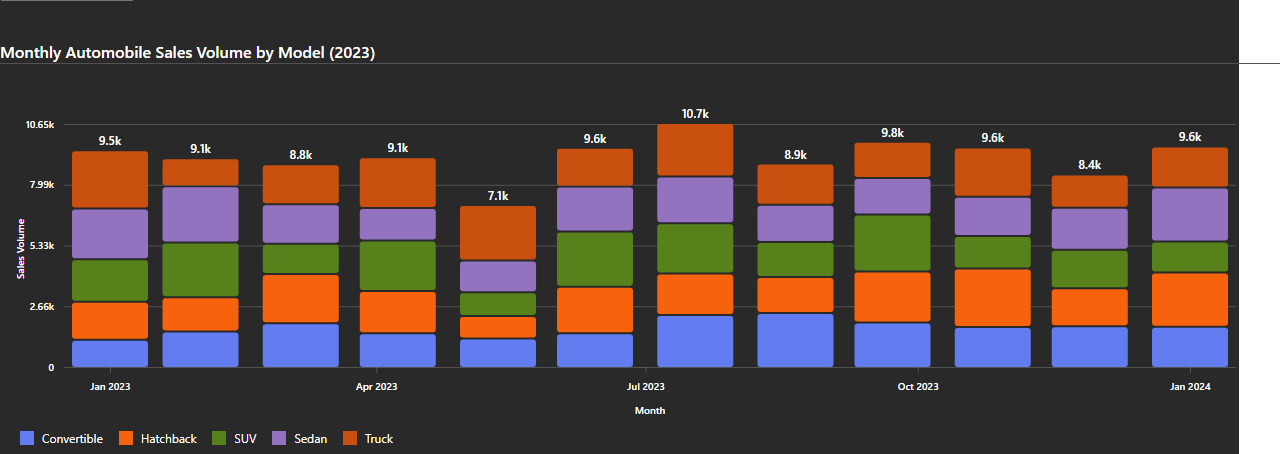 Monthly Automobile Sales Volume by Model (2023)
10.7k
10.65k
9.5k 9.1k 8.8k 9.1k 7.1k 9.6k 8.9k 9.8k 9.6k 8.4k 9.6k
7.99k
5.33k
2.66k
0
Sales Volume
Jan 2023 Apr 2023 Jul 2023 Oct 2023 Jan 2024
Month
Convertible Hatchback SUV Sedan Truck